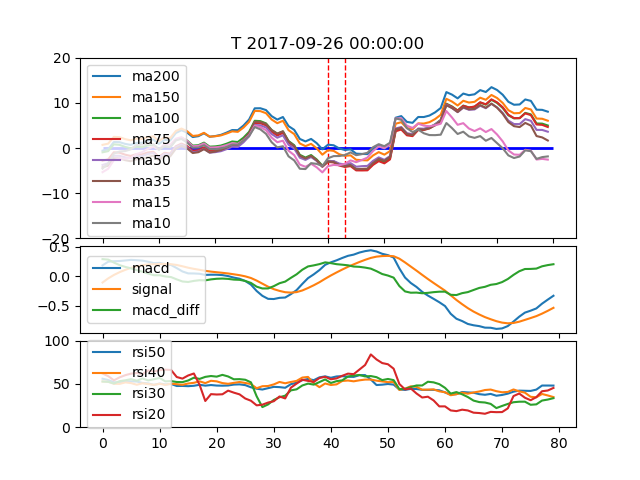 T 2017-09-26 00:00:00
20
10
0
−10
−20
ma200
ma150
ma100
ma75
ma50
ma35
ma15
ma10
0.5
0.0
−0.5
macd
signal
macd_diff
100
50
0
rsi50
rsi40
rsi30
rsi20
0 10 20 30 40 50 60 70 80